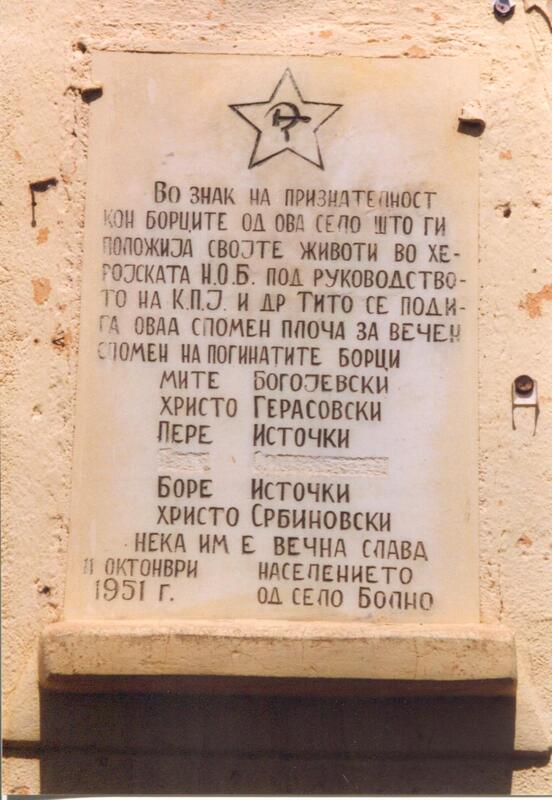 ВО ЗНАК НА ПРИЗНАТЕЛНОСТ
КОН БОРЦИТЕ ОД ОВА СЕЛО ШТО ГИ
ПОЛОЖИЈА СВОЈТЕ ЖИВОТИ ВО ХЕ-
РОЈСКАТА Н.О.Б. ПОД РУКОВОДСТВО-
ТО НА К.П.Ј. И ДР ТИТО СЕ ПОДИ-
ГА ОВАА СПОМЕН ПЛОЧА ЗА ВЕЧЕН
СПОМЕН НА ПОГИНАТИТЕ БОРЦИ
МИТЕ БОГОЈЕВСКИ
ХРИСТО ГЕРАСОВСКИ
ПЕРЕ ИСТОЧКИ
БОРЕ ИСТОЧКИ
ХРИСТО СРБИНОВСКИ
НЕКА ИМ Е ВЕЧНА СЛАВА
11 ОКТОНВРИ НАСЕЛЕНИЕТО
1951 Г. ОД СЕЛО БОЛНО